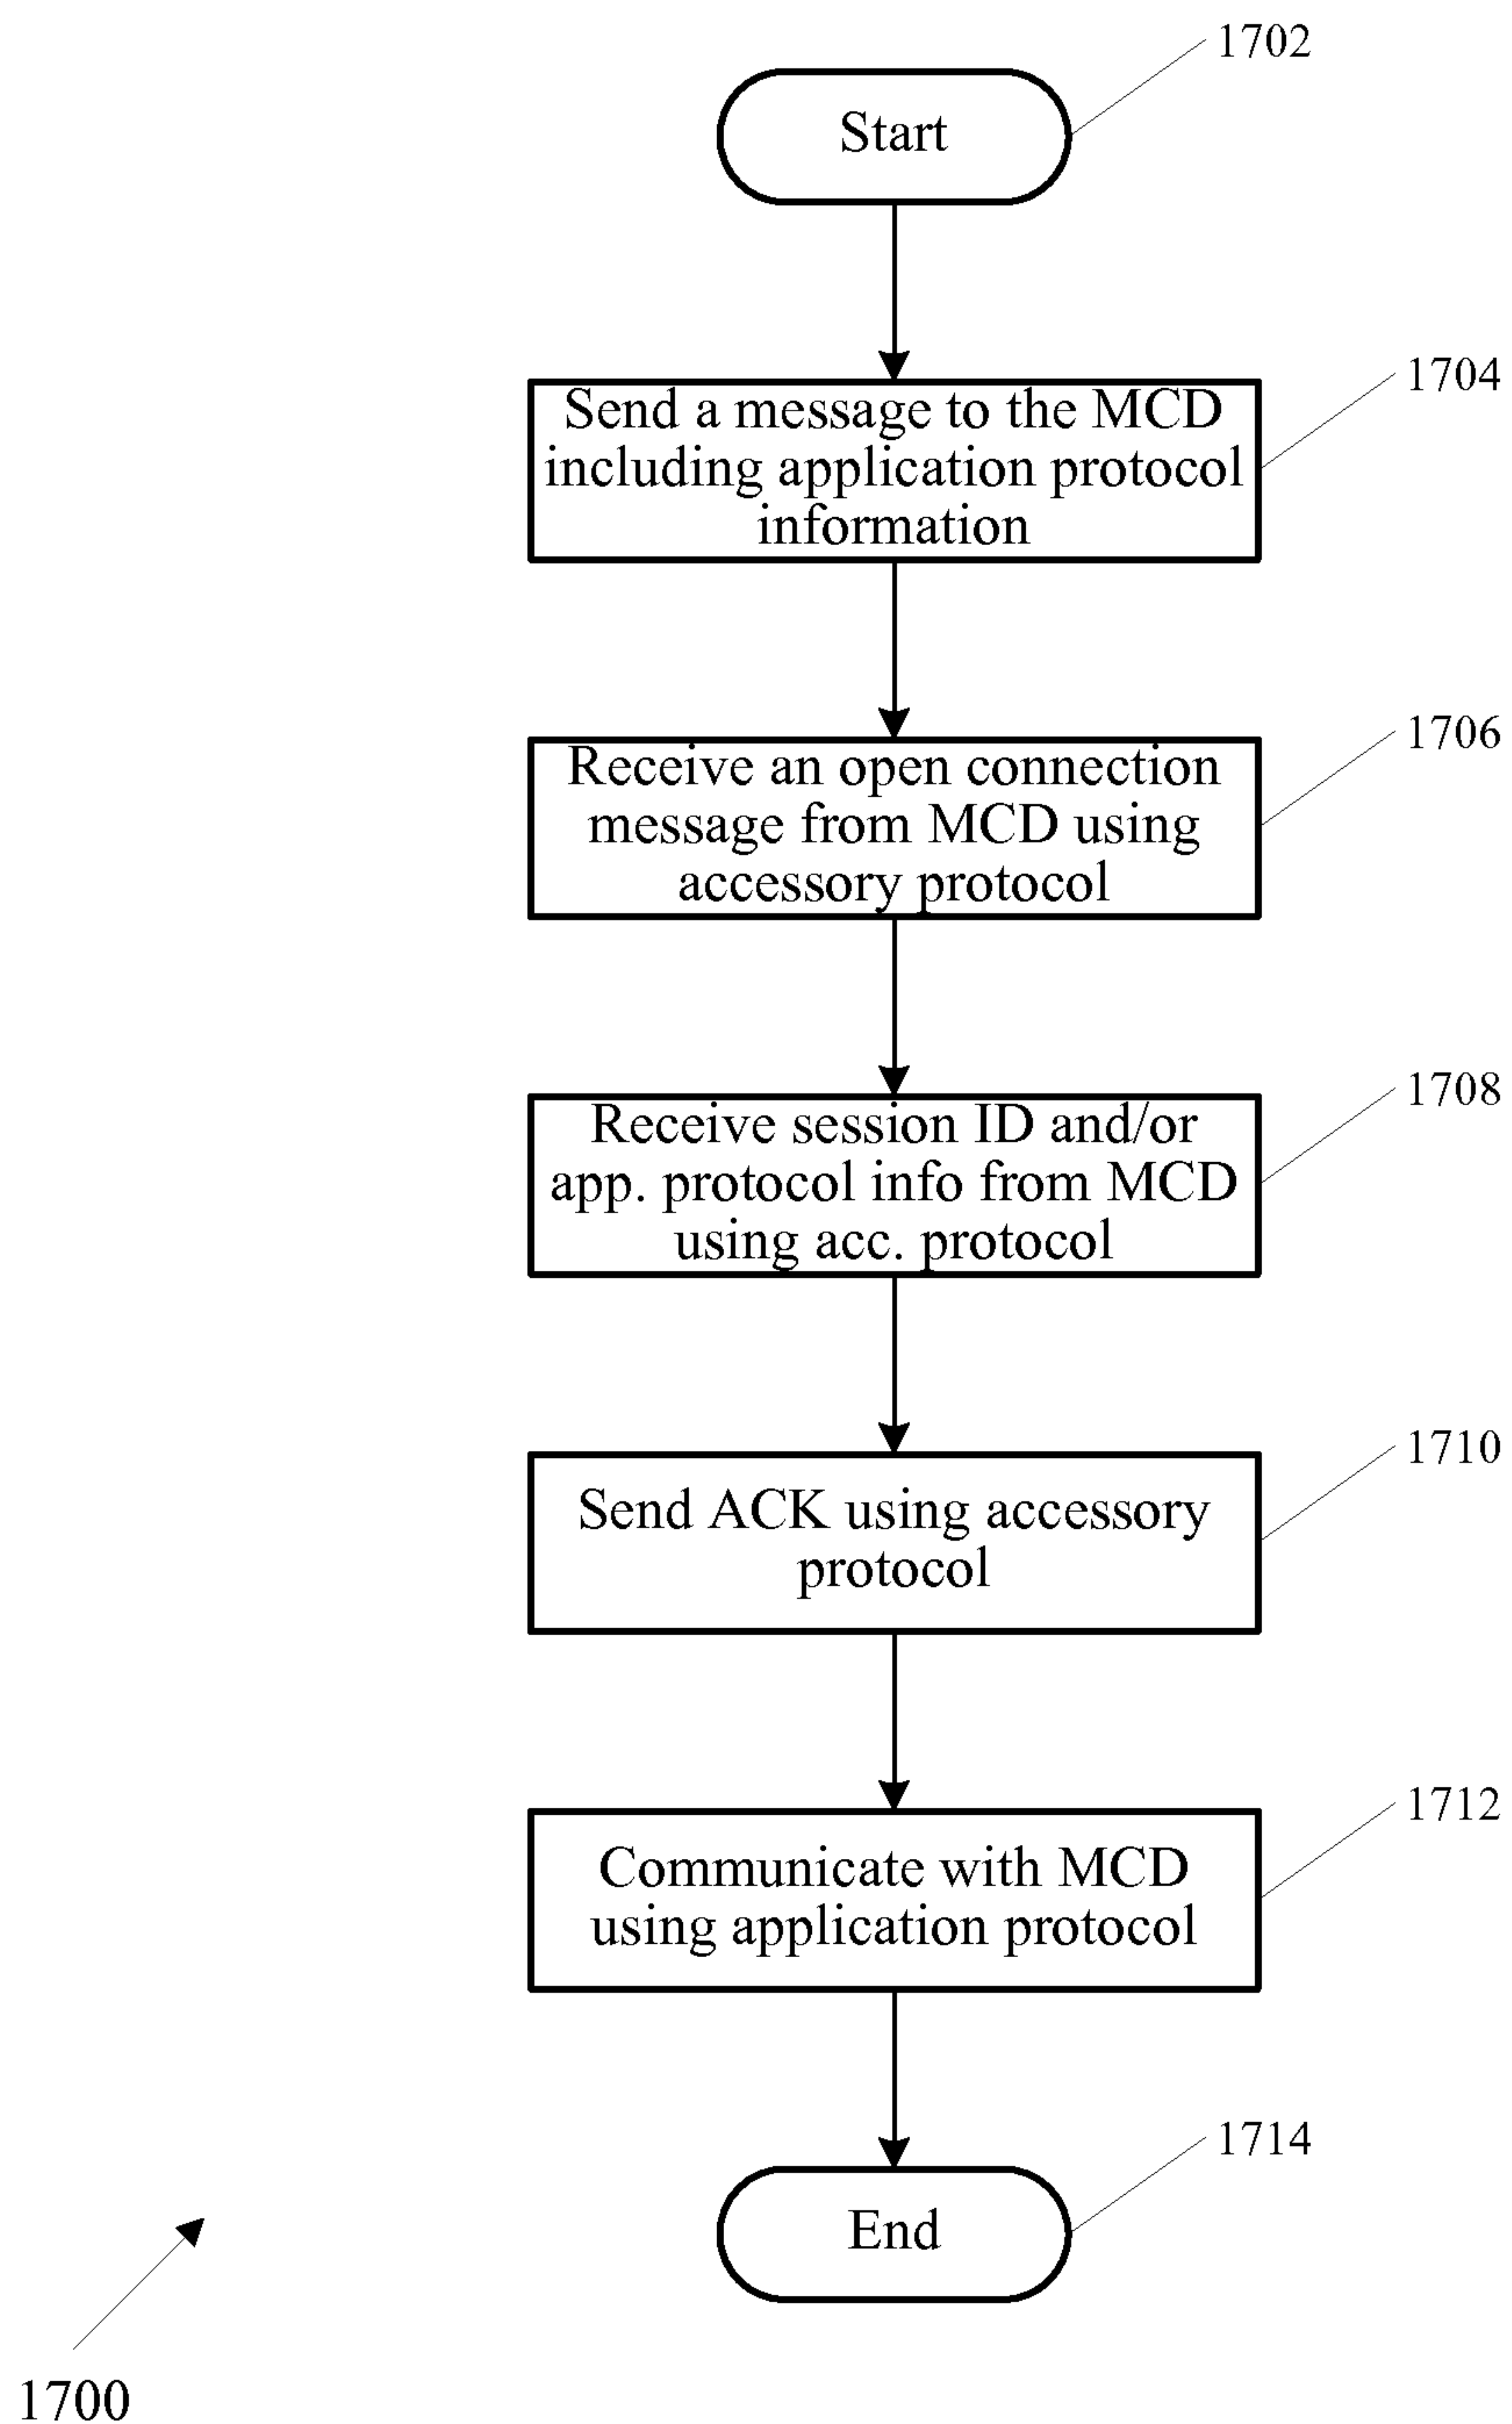 1702
Start
1704
Send a message to the MCD
including application protocol
information
1706
Receive an open connection
message from MCD using
accessory protocol
1708
Receive session ID and/or
app. protocol info from MCD
using acc. protocol
1710
Send ACK using accessory
protocol
1712
Communicate with MCD
using application protocol
1714
End
1700